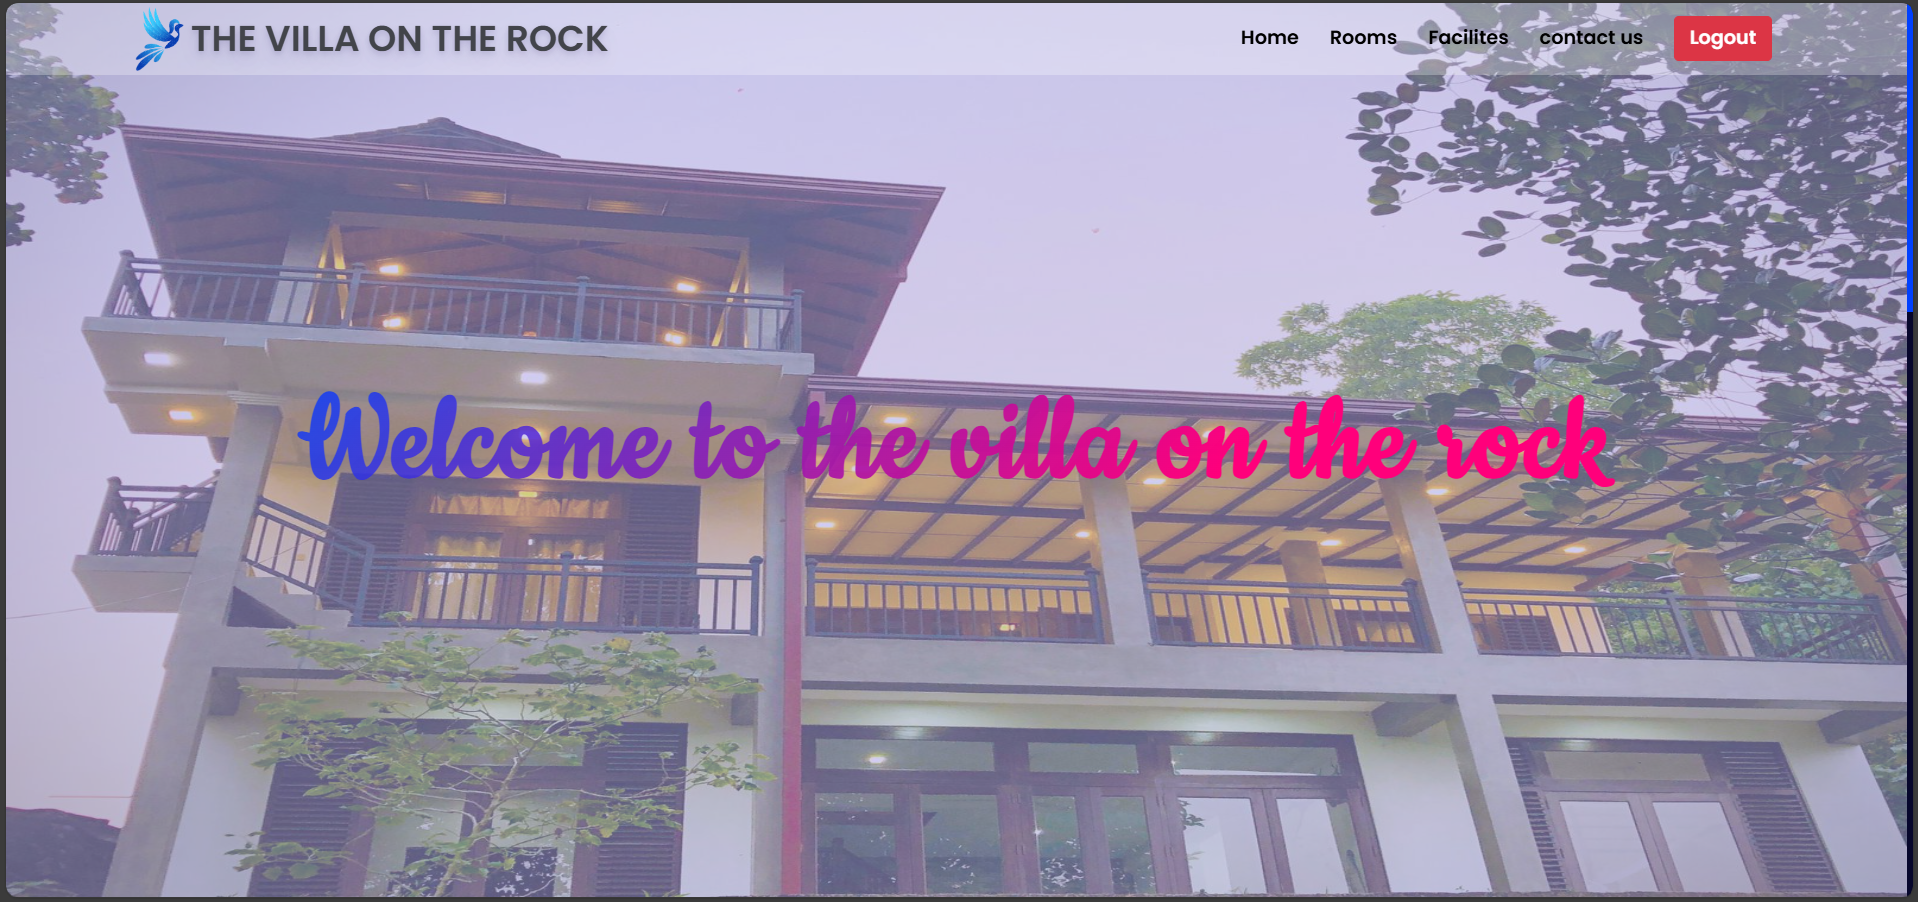 THE VILLA ON THE ROCK
Home Rooms Facilites contact us Logout
Welcome to the villa on the rock